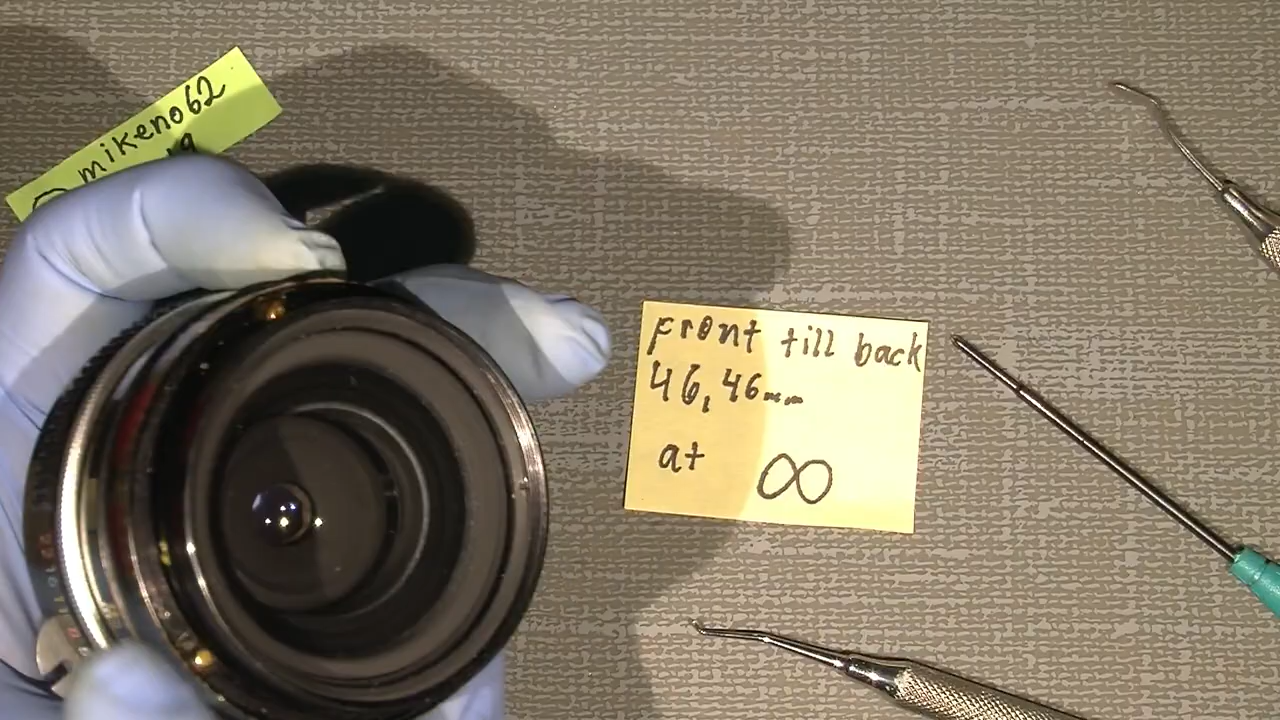 mikeno62
Front till back
46,46mm
at ∞